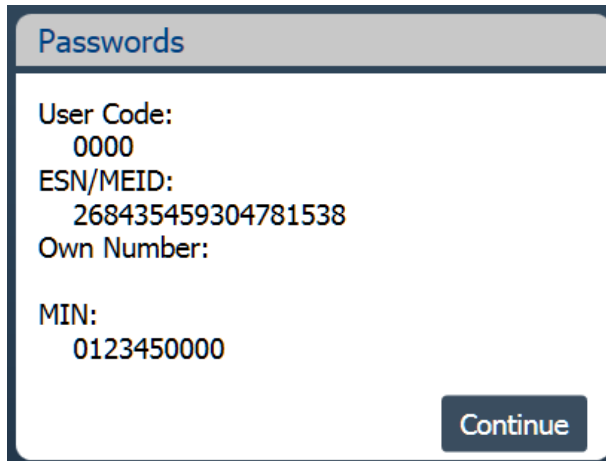 Passwords
User Code:
0000
ESN/MEID:
268435459304781538
Own Number:
MIN:
0123450000
Continue